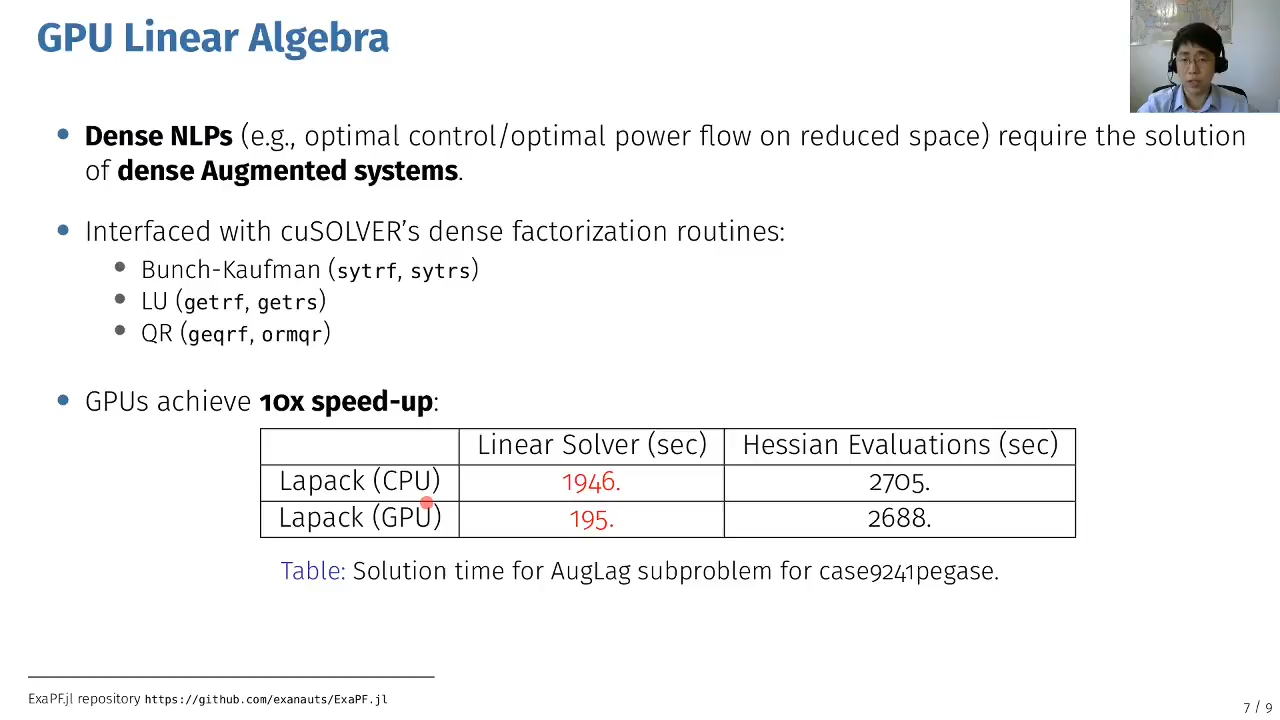 GPU Linear Algebra
• Dense NLPs (e.g., optimal control/optimal power flow on reduced space) require the solution
of dense Augmented systems.
• Interfaced with cuSOLVER’s dense factorization routines:
• Bunch-Kaufman (sytrf, sytrs)
• LU (getrf, getrs)
• QR (geqrf, ormqr)
• GPUs achieve 10x speed-up:
Linear Solver (sec) Hessian Evaluations (sec)
Lapack (CPU) 1946. 2705.
Lapack (GPU) 195. 2688.
Table: Solution time for AugLag subproblem for case9241pegase.
ExaPF.jl repository https://github.com/exanauts/ExaPF.jl
7 / 9